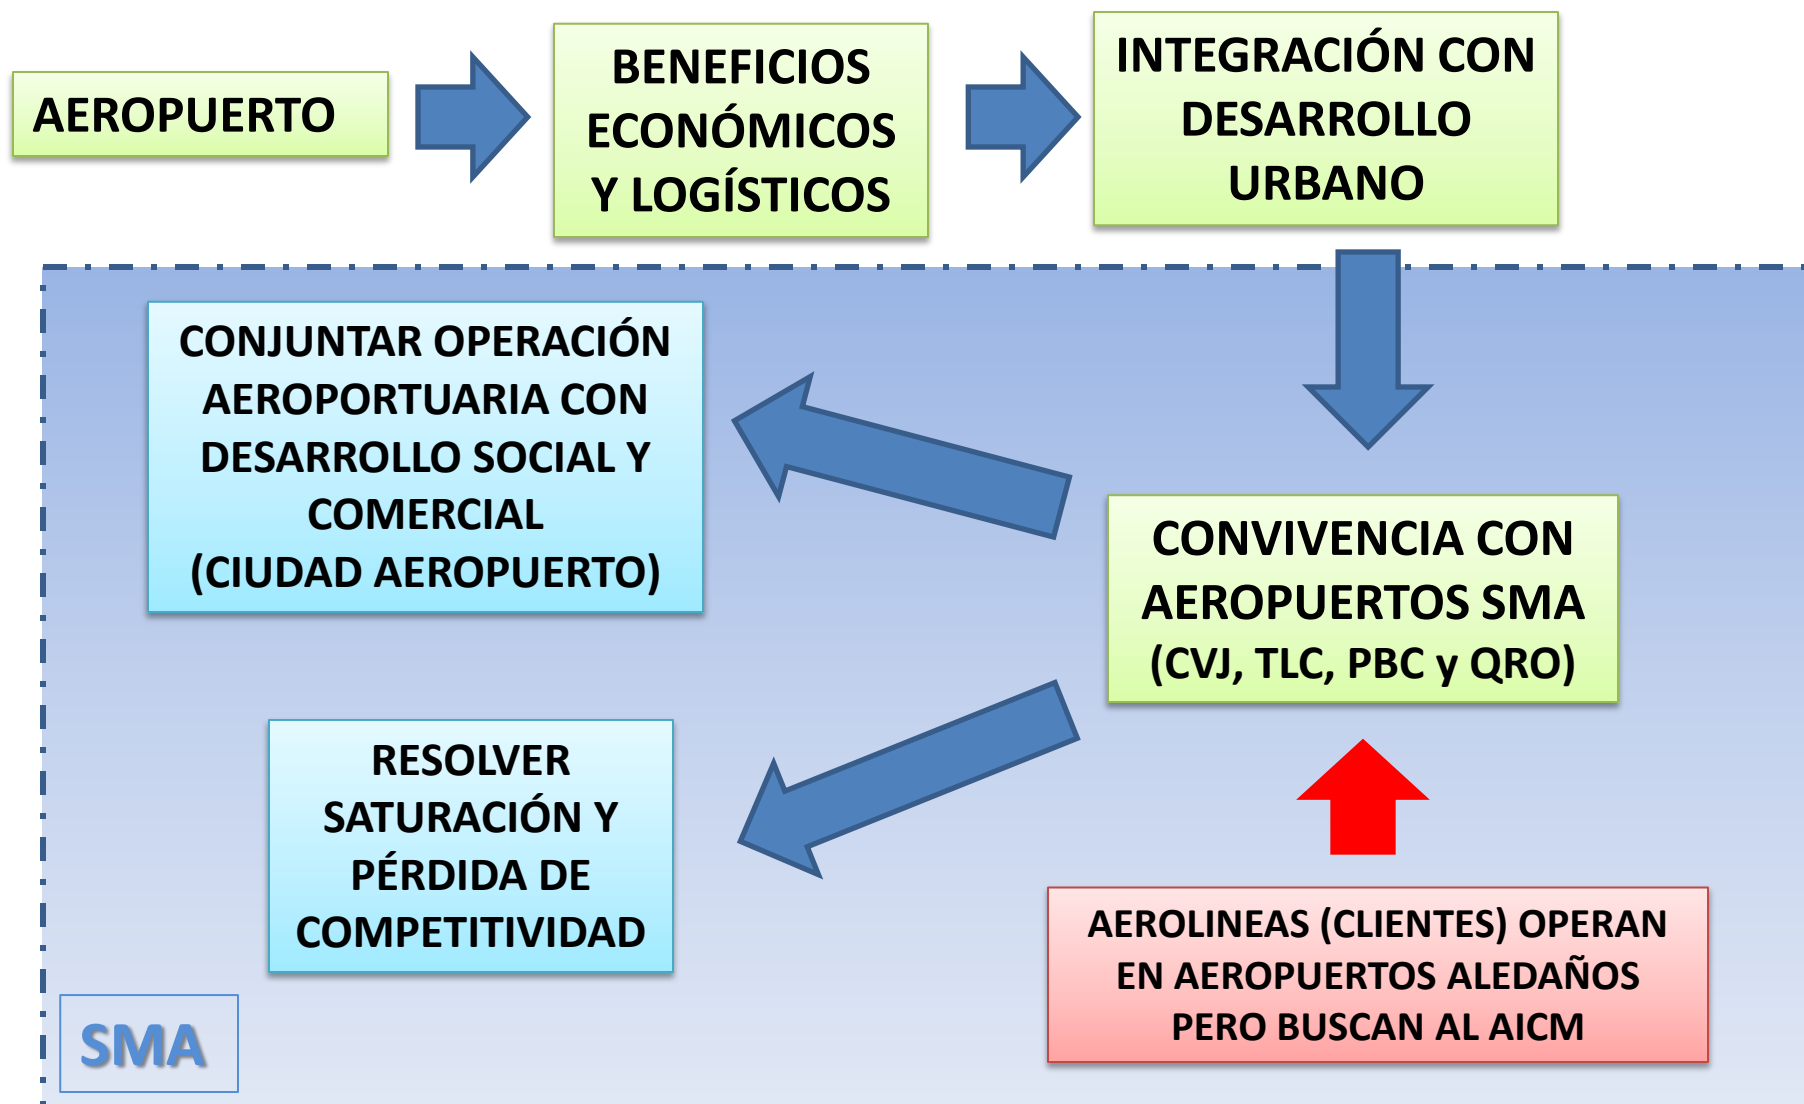 AEROPUERTO
BENEFICIOS
ECONÓMICOS
Y LOGÍSTICOS
INTEGRACIÓN CON
DESARROLLO
URBANO
CONJUNTAR OPERACIÓN
AEROPORTUARIA CON
DESARROLLO SOCIAL Y
COMERCIAL
(CIUDAD AEROPUERTO)
CONVIVENCIA CON
AEROPUERTOS SMA
(CVJ, TLC, PBC y QRO)
RESOLVER
SATURACIÓN Y
PÉRDIDA DE
COMPETITIVIDAD
AEROLINEAS (CLIENTES) OPERAN
EN AEROPUERTOS ALEDAÑOS
PERO BUSCAN AL AICM
SMA